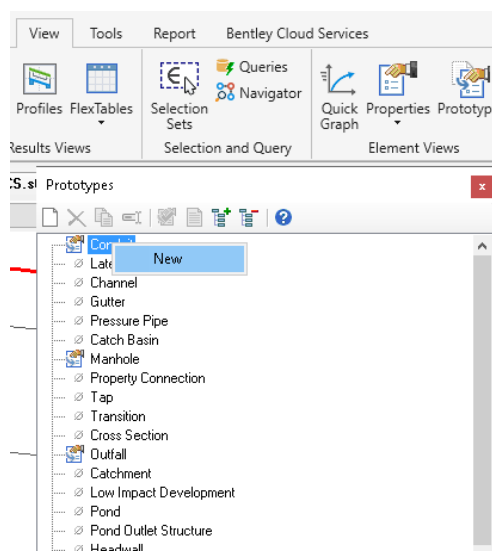 View Tools Report Bentley Cloud Services
Queries
Navigator
Profiles FlexTables Selection Quick Properties
Sets Graph
Results Views Selection and Query Element Views
Prototypes
New
Channel
Gutter
Pressure Pipe
Catch Basin
Manhole
Property Connection
Tap
Transition
Cross Section
Outfall
Catchment
Low Impact Development
Pond
Pond Outlet Structure
Headwall